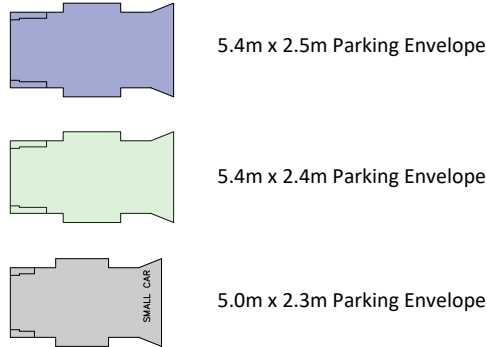 5.4m x 2.5m Parking Envelope
5.4m x 2.4m Parking Envelope
SMALL CAR
5.0m x 2.3m Parking Envelope